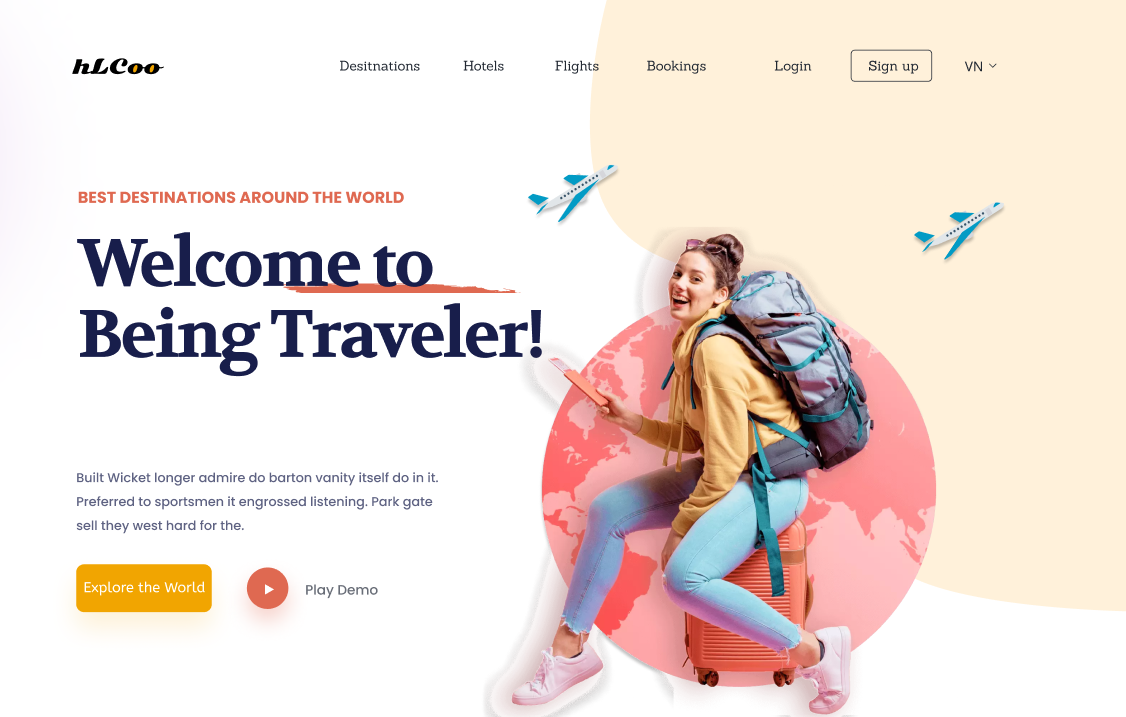 hLCoo
Desitnations Hotels Flights Bookings Login Sign up VN
BEST DESTINATIONS AROUND THE WORLD
Welcome to
Being Traveler!
Built Wicket longer admire do barton vanity itself do in it.
Preferred to sportsmen it engrossed listening. Park gate
sell they west hard for the.
Explore the World Play Demo